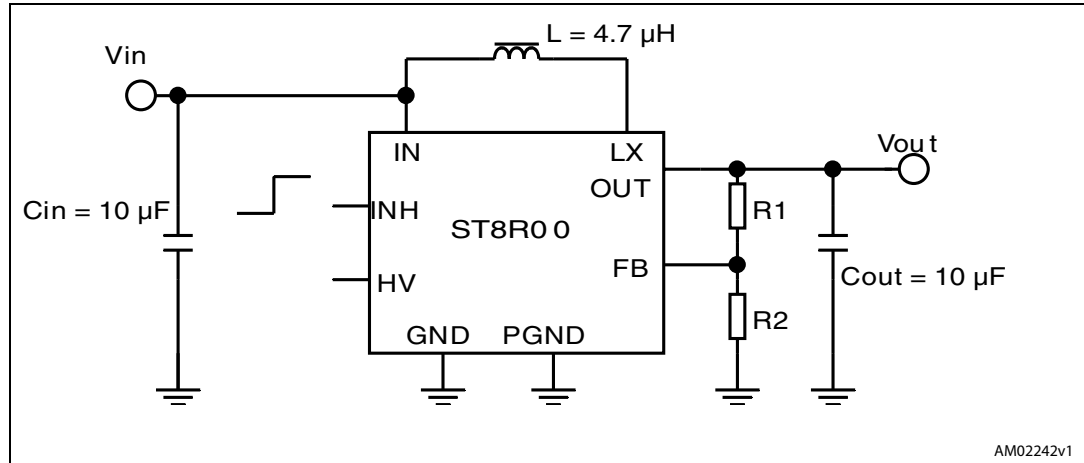 L = 4.7 µH
Vin
IN
LX
Vout
OUT
Cin = 10 µF
INH
R1
ST8R00
FB
HV
Cout = 10 µF
R2
GND
PGND
AM02242v1